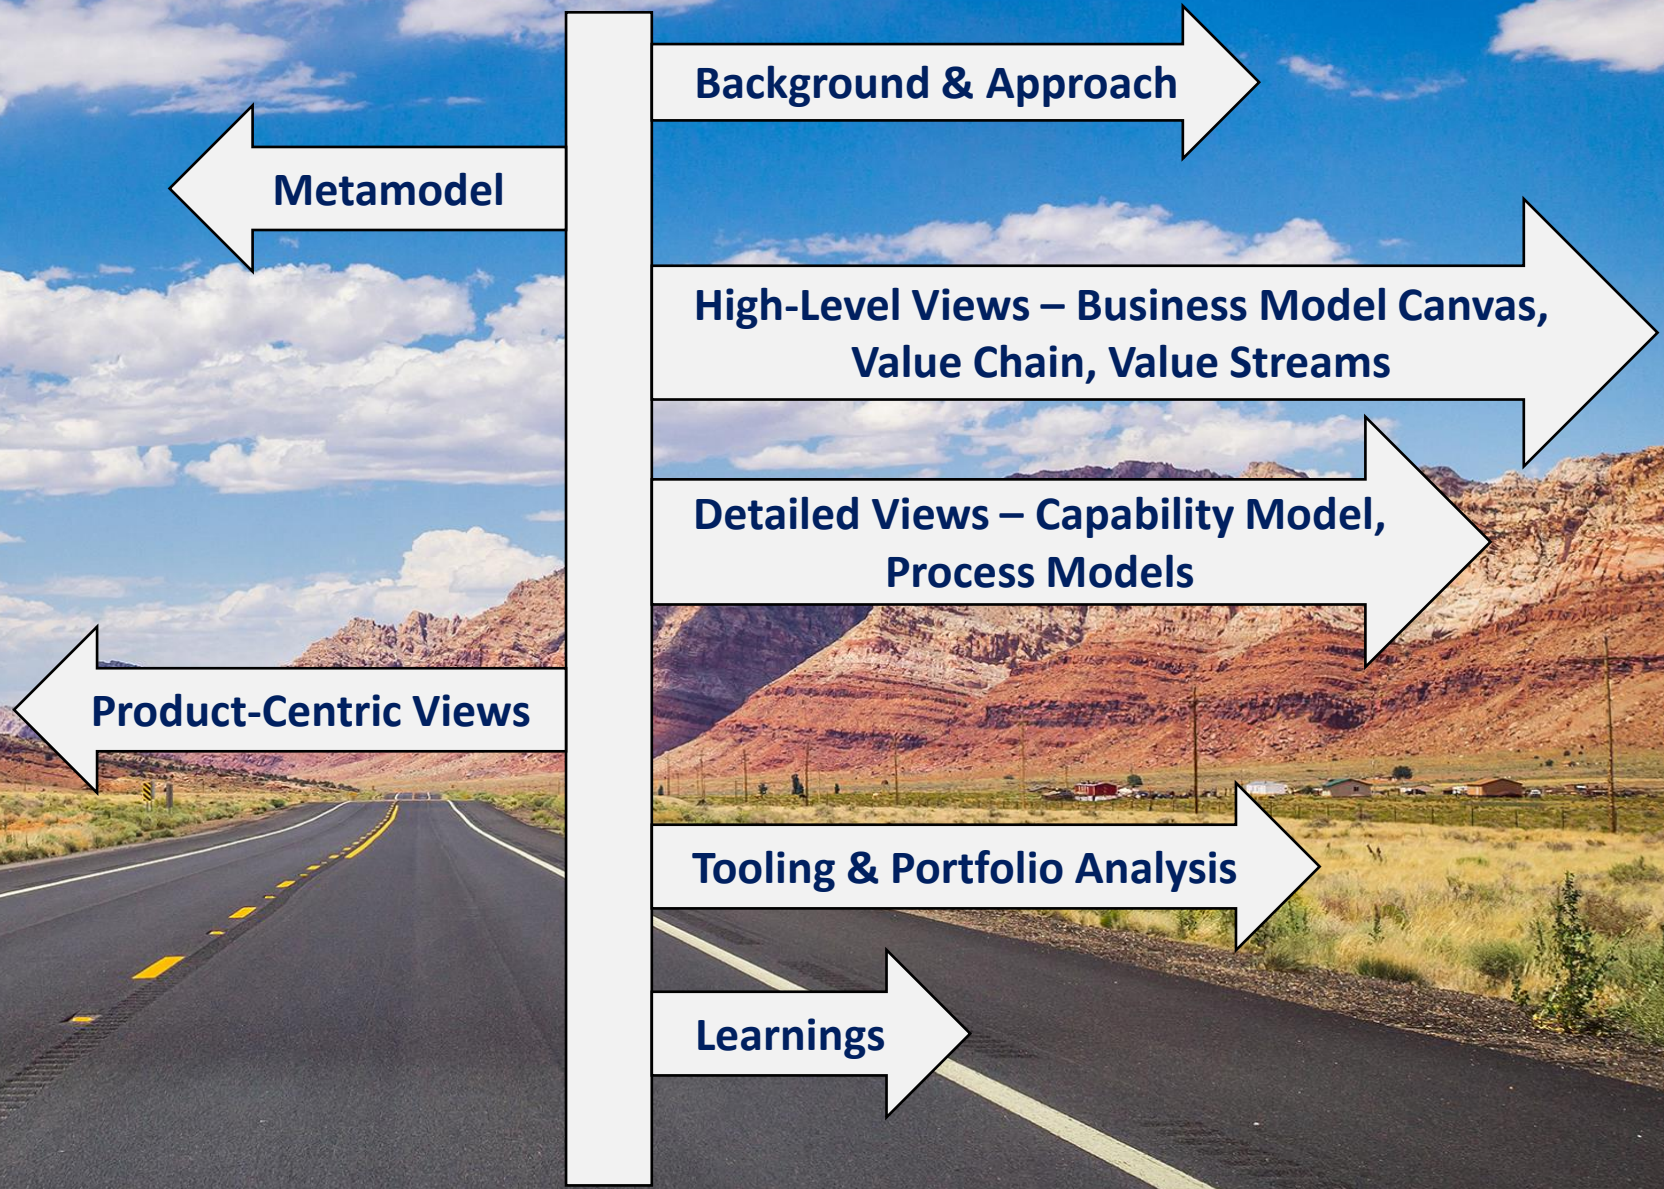 Background & Approach
Metamodel
High-Level Views – Business Model Canvas,
Value Chain, Value Streams
Detailed Views – Capability Model,
Process Models
Product-Centric Views
Tooling & Portfolio Analysis
Learnings